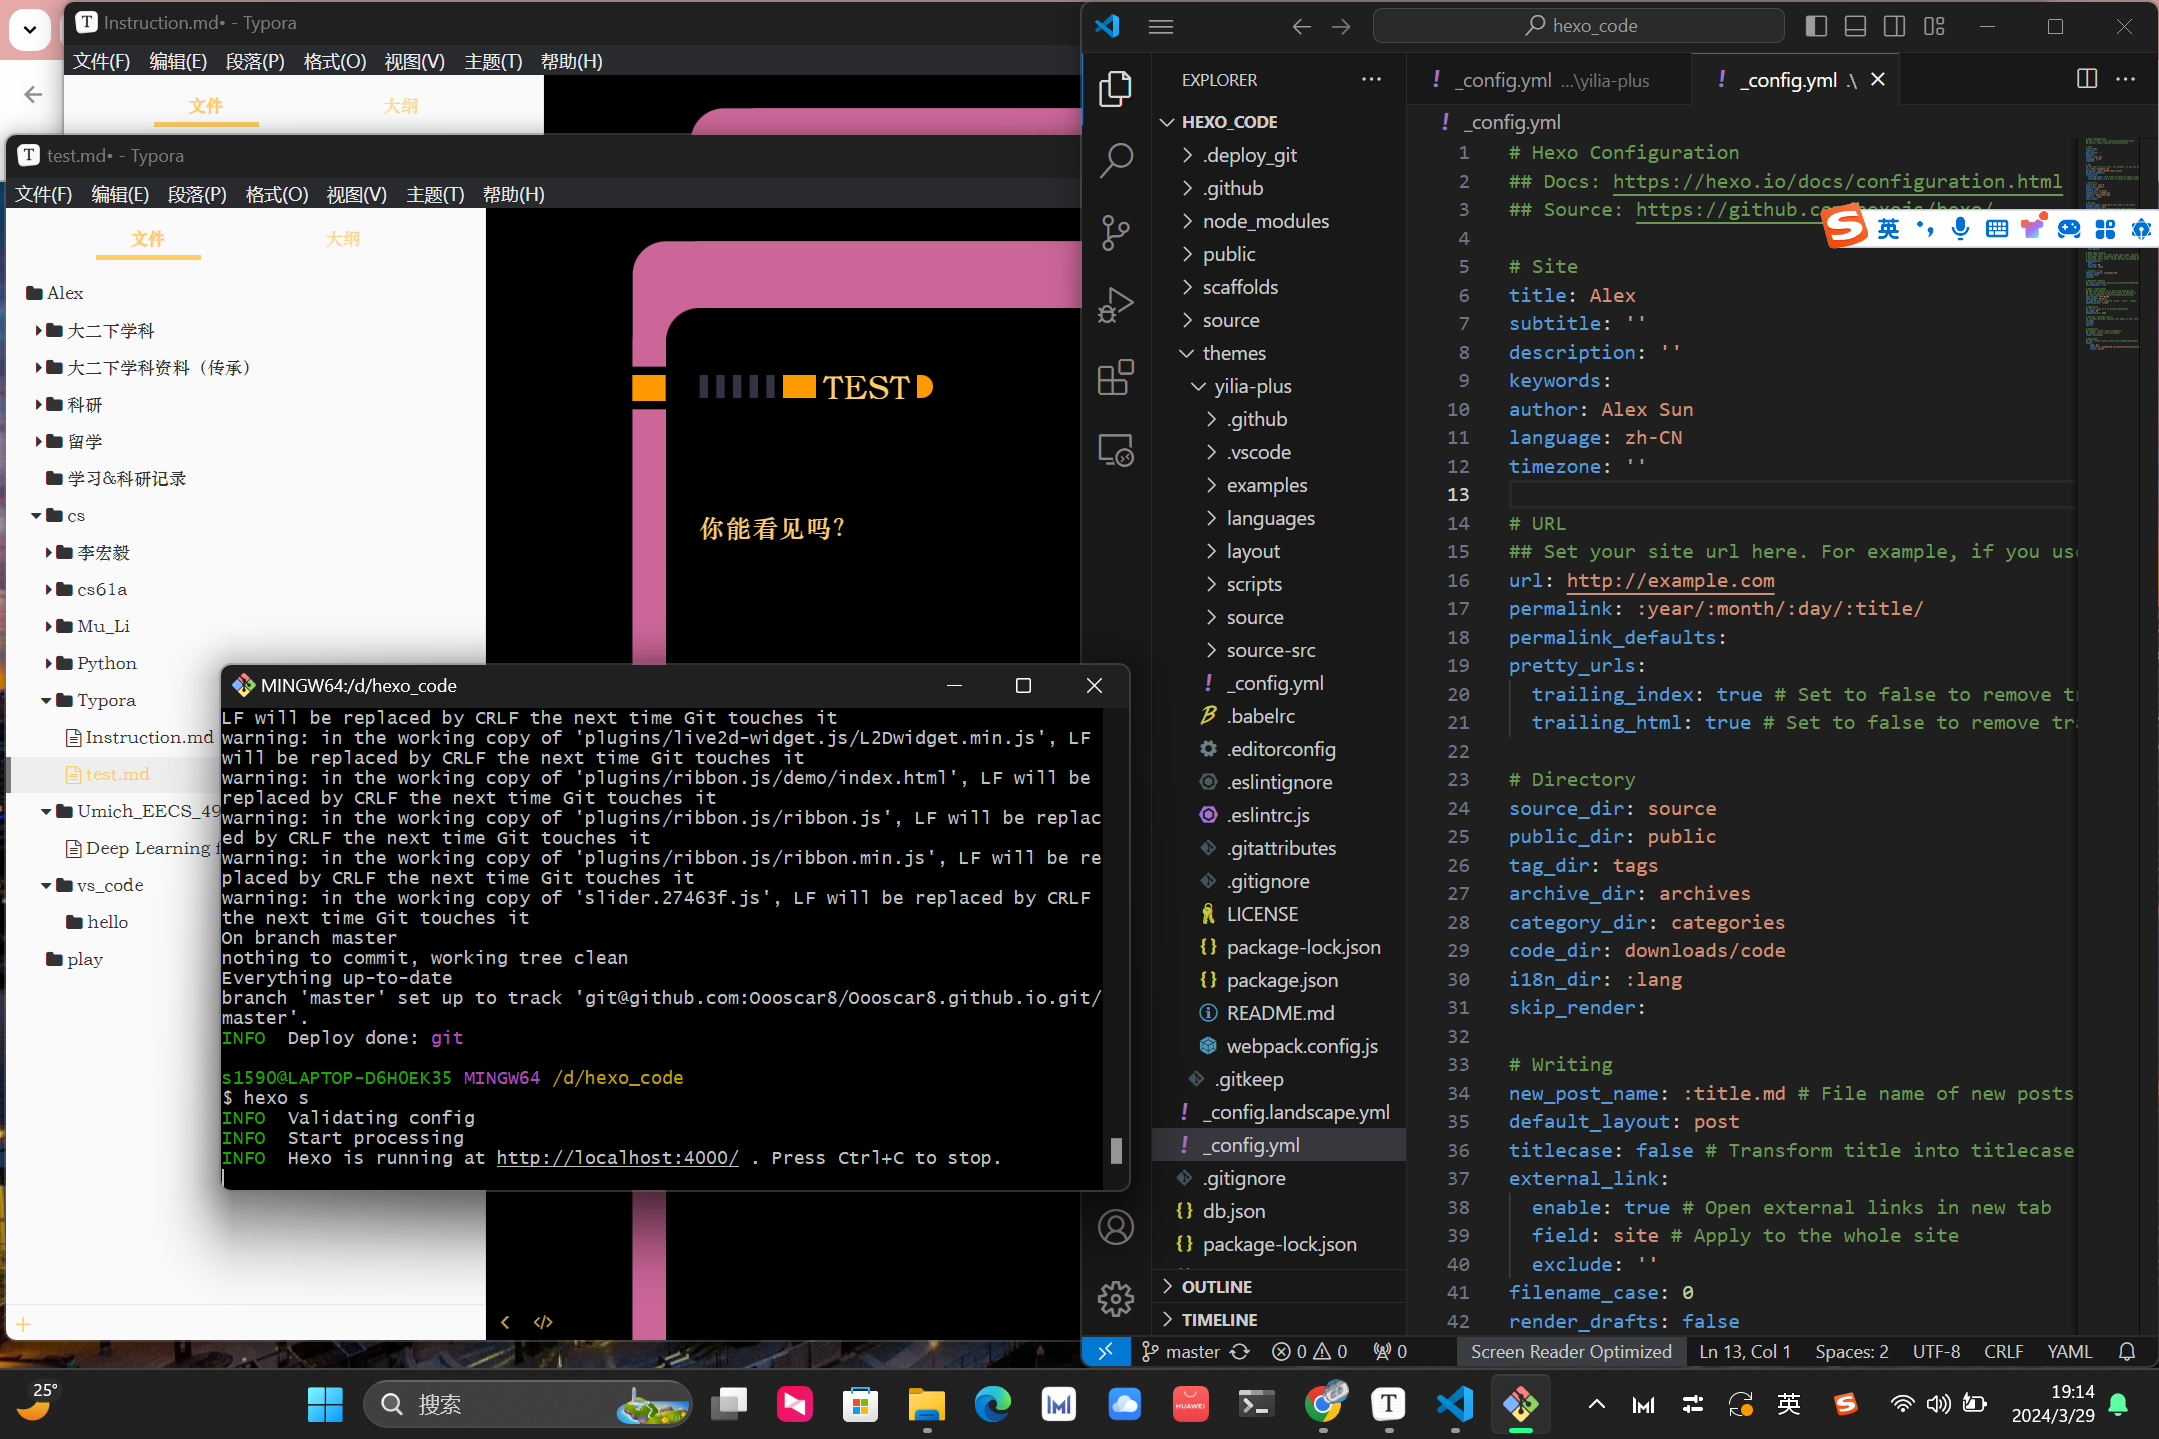 Instruction.md• - Typora
文件(F) 编辑(E) 段落(P) 格式(O) 视图(V) 主题(T) 帮助(H)
文件 大纲
test.md• - Typora
文件(F) 编辑(E) 段落(P) 格式(O) 视图(V) 主题(T) 帮助(H)
文件 大纲
Alex
大二下学科
大二下学科资料（传承）
科研
留学
学习&科研记录
cs
李宏毅
cs61a
Mu_Li
Python
Typora
Instruction.md
test.md
Umich_EECS_49
Deep Learning f
vs_code
hello
play
TEST
你能看见吗？
MINGW64:/d/hexo_code
LF will be replaced by CRLF the next time Git touches it
warning: in the working copy of 'plugins/live2d-widget.js/L2Dwidget.min.js', LF
will be replaced by CRLF the next time Git touches it
warning: in the working copy of 'plugins/ribbon.js/demo/index.html', LF will be
replaced by CRLF the next time Git touches it
warning: in the working copy of 'plugins/ribbon.js/ribbon.js', LF will be replac
ed by CRLF the next time Git touches it
warning: in the working copy of 'plugins/ribbon.js/ribbon.min.js', LF will be re
placed by CRLF the next time Git touches it
warning: in the working copy of 'slider.27463f.js', LF will be replaced by CRLF
the next time Git touches it
On branch master
nothing to commit, working tree clean
Everything up-to-date
branch 'master' set up to track 'git@github.com:Oooscar8/Oooscar8.github.io.git/
master'.
INFO  Deploy done: git
s1590@LAPTOP-D6H0EK35 MINGW64 /d/hexo_code
$ hexo s
INFO  Validating config
INFO  Start processing
INFO  Hexo is running at http://localhost:4000/ . Press Ctrl+C to stop.
hexo_code
EXPLORER
HEXO_CODE
.deploy_git
.github
node_modules
public
scaffolds
source
themes
yilia-plus
.github
.vscode
examples
languages
layout
scripts
source
source-src
_config.yml
.babelrc
.editorconfig
.eslintignore
.eslintrc.js
.gitattributes
.gitignore
LICENSE
package-lock.json
package.json
README.md
webpack.config.js
.gitkeep
_config.landscape.yml
_config.yml
.gitignore
db.json
package-lock.json
OUTLINE
TIMELINE
_config.yml ...\yilia-plus
_config.yml .\
_config.yml
1 # Hexo Configuration
2 ## Docs: https://hexo.io/docs/configuration.html
3 ## Source: https://github.com/hexojs/hexo/
英
4
5 # Site
6 title: Alex
7 subtitle: ''
8 description: ''
9 keywords:
10 author: Alex Sun
11 language: zh-CN
12 timezone: ''
13
14 # URL
15 ## Set your site url here. For example, if you use
16 url: http://example.com
17 permalink: :year/:month/:day/:title/
18 permalink_defaults:
19 pretty_urls:
20 trailing_index: true # Set to false to remove tr
21 trailing_html: true # Set to false to remove tra
22
23 # Directory
24 source_dir: source
25 public_dir: public
26 tag_dir: tags
27 archive_dir: archives
28 category_dir: categories
29 code_dir: downloads/code
30 i18n_dir: :lang
31 skip_render:
32
33 # Writing
34 new_post_name: :title.md # File name of new posts
35 default_layout: post
36 titlecase: false # Transform title into titlecase
37 external_link:
38 enable: true # Open external links in new tab
39 field: site # Apply to the whole site
40 exclude: ''
41 filename_case: 0
42 render_drafts: false
master 0 0 0 Screen Reader Optimized Ln 13, Col 1 Spaces: 2 UTF-8 CRLF YAML
25°
搜索
HUAWEI
英
19:14
2024/3/29